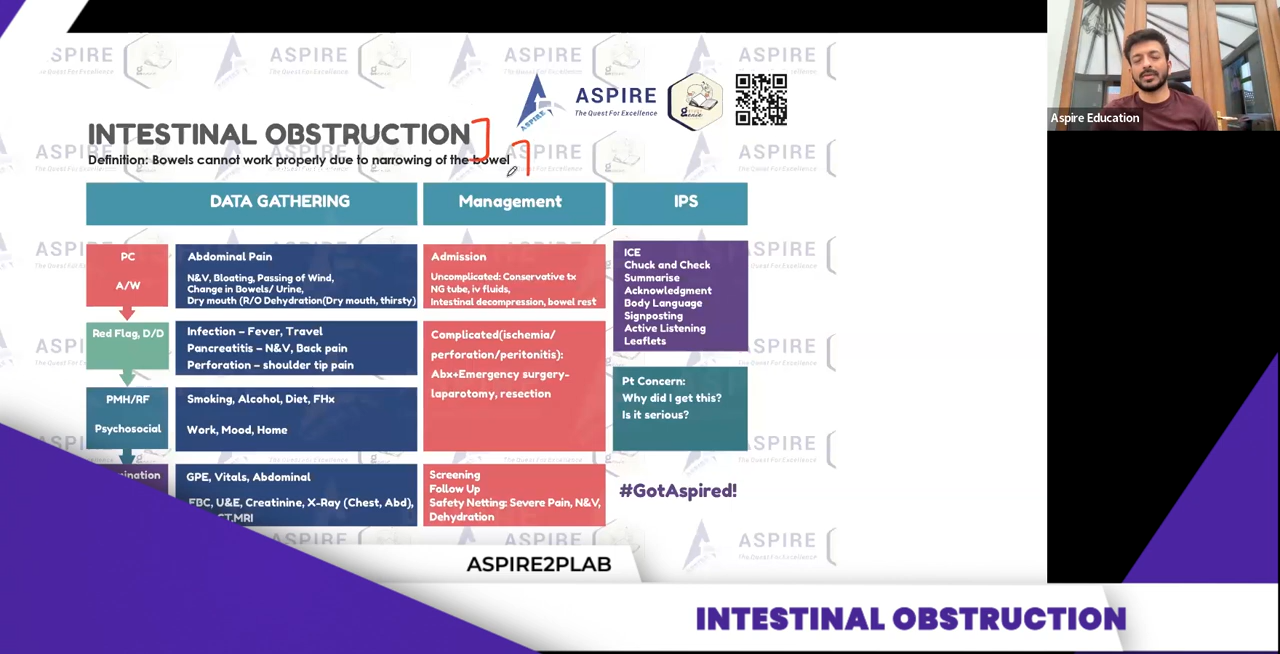 ASPIRE
The Quest For Excellence
genie
ASPIRE
INTESTINAL OBSTRUCTION
Definition: Bowels cannot work properly due to narrowing of the bowel
DATA GATHERING
Management
IPS
PC
A/W
Abdominal Pain
N&V, Bloating, Passing of Wind,
Change in Bowels/ Urine,
Dry mouth (R/O Dehydration(Dry mouth, thirsty)
Admission
Uncomplicated: Conservative tx
NG tube, iv fluids,
Intestinal decompression, bowel rest
ICE
Chuck and Check
Summarise
Acknowledgment
Body Language
Signposting
Active Listening
Leaflets
Red Flag, D/D
Infection – Fever, Travel
Pancreatitis – N&V, Back pain
Perforation – shoulder tip pain
Complicated(ischemia/
perforation/peritonitis):
Abx+Emergency surgery-
laparotomy, resection
Pt Concern:
Why did I get this?
Is it serious?
PMH/RF
Psychosocial
Smoking, Alcohol, Diet, FHx
Work, Mood, Home
GPE, Vitals, Abdominal
FBC, U&E, Creatinine, X-Ray (Chest, Abd),
CT.MRI
Screening
Follow Up
Safety Netting: Severe Pain, N&V,
Dehydration
#GotAspired!
ASPIRE2PLAB
INTESTINAL OBSTRUCTION
Aspire Education